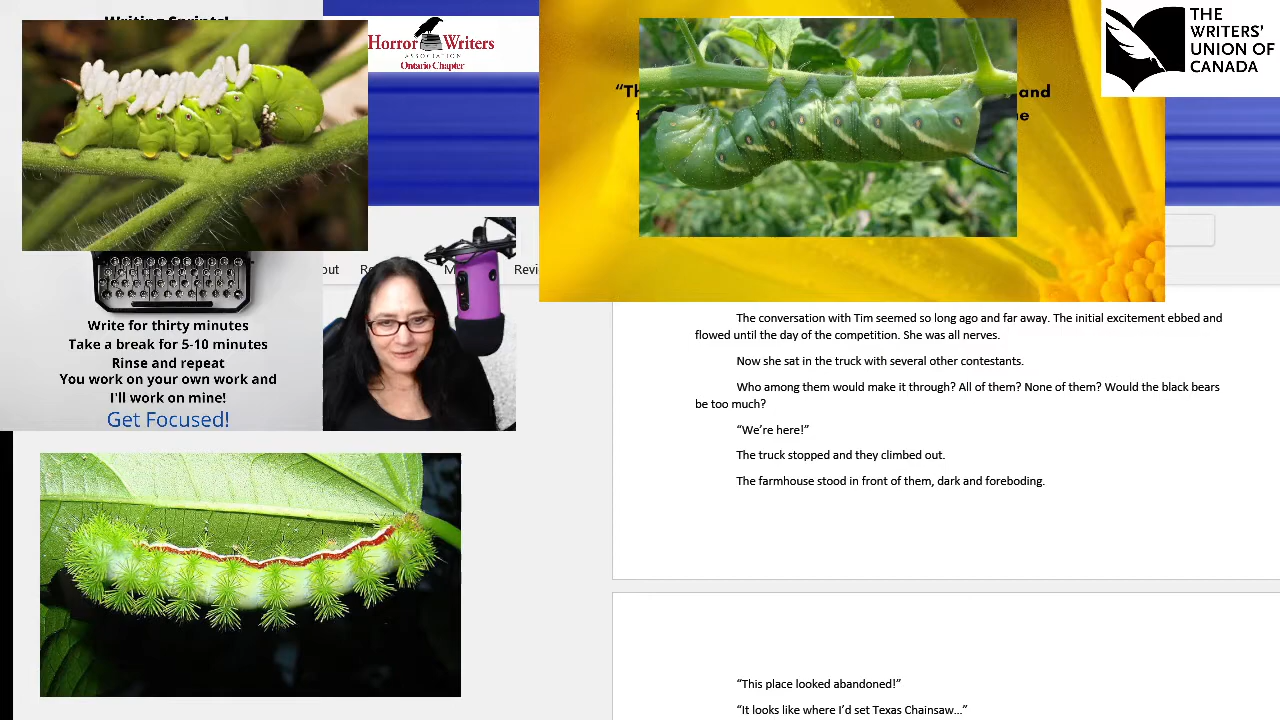 Writing Sprints!
Horror Writers
ASSOCIATION
Ontario Chapter
THE
WRITERS'
UNION OF
CANADA
and
Write for thirty minutes
Take a break for 5-10 minutes
Rinse and repeat
You work on your own work and
I'll work on mine!
Get Focused!
The conversation with Tim seemed so long ago and far away. The initial excitement ebbed and
flowed until the day of the competition. She was all nerves.
Now she sat in the truck with several other contestants.
Who among them would make it through? All of them? None of them? Would the black bears
be too much?
“We’re here!”
The truck stopped and they climbed out.
The farmhouse stood in front of them, dark and foreboding.
“This place looked abandoned!”
“It looks like where I’d set Texas Chainsaw…”